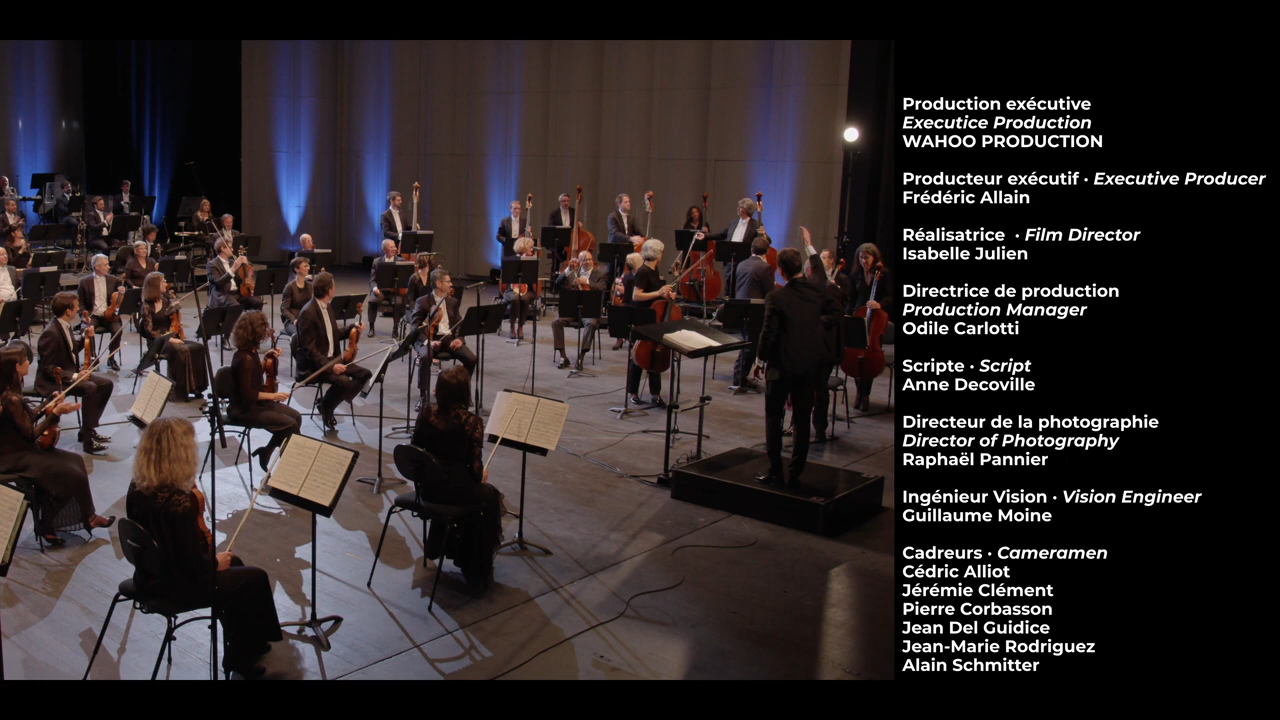 Production exécutive
Executice Production
WAHOO PRODUCTION
Producteur exécutif · Executive Producer
Frédéric Allain
Réalisatrice · Film Director
Isabelle Julien
Directrice de production
Production Manager
Odile Carlotti
Scripte · Script
Anne Decoville
Directeur de la photographie
Director of Photography
Raphaël Pannier
Ingénieur Vision · Vision Engineer
Guillaume Moine
Cadreurs · Cameramen
Cédric Alliot
Jérémie Clément
Pierre Corbasson
Jean Del Guidice
Jean-Marie Rodriguez
Alain Schmitter